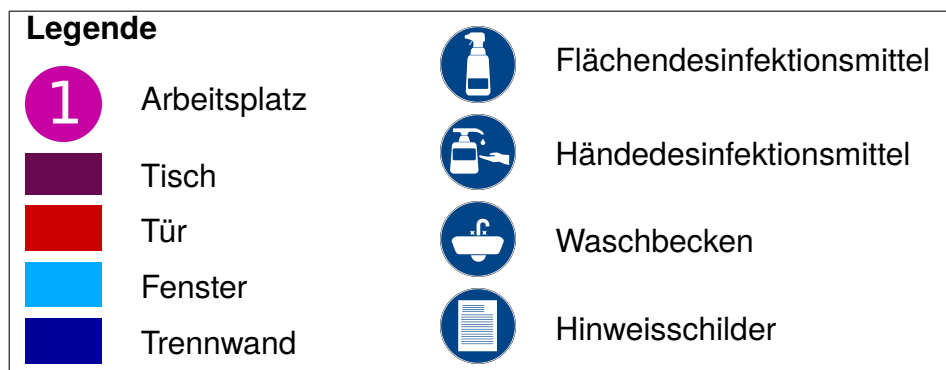 Legende
1 Arbeitsplatz
Tisch
Tür
Fenster
Trennwand
Flächendesinfektionsmittel
Händedesinfektionsmittel
Waschbecken
Hinweisschilder